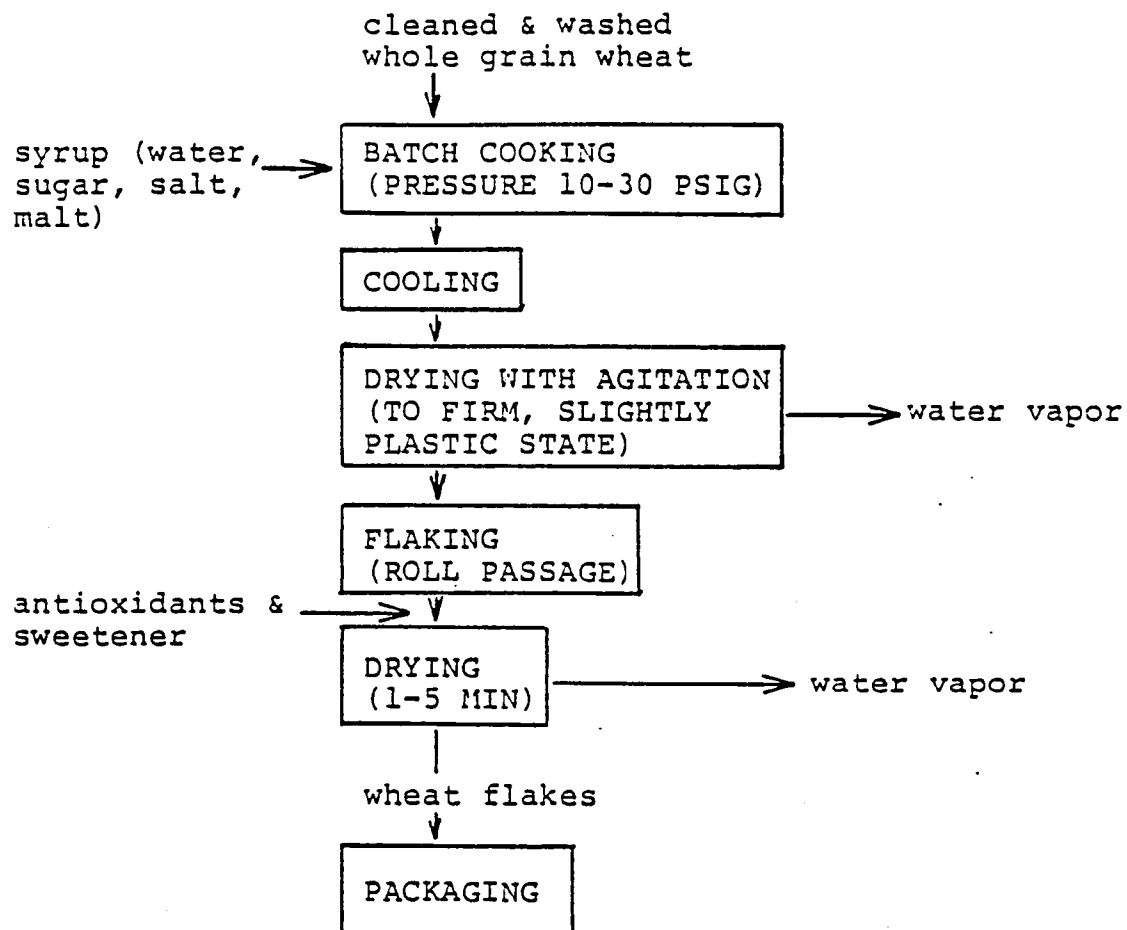 cleaned & washed
whole grain wheat
syrup (water,
sugar, salt,
malt)
BATCH COOKING
(PRESSURE 10-30 PSIG)
COOLING
DRYING WITH AGITATION
(TO FIRM, SLIGHTLY
PLASTIC STATE)
water vapor
FLAKING
(ROLL PASSAGE)
antioxidants &
sweetener
DRYING
(1-5 MIN)
water vapor
wheat flakes
PACKAGING